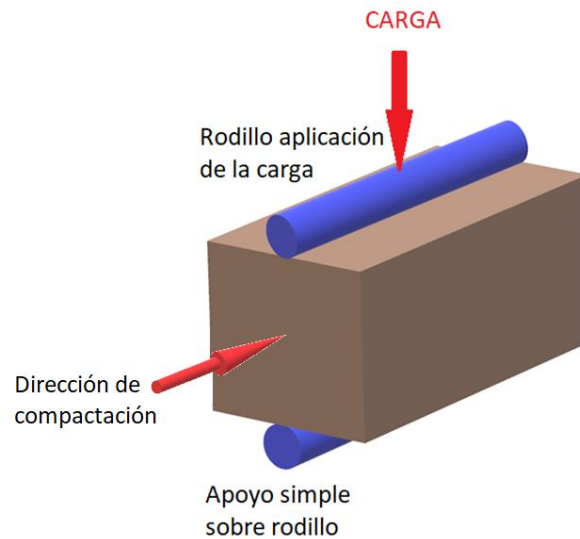 CARGA
Rodillo aplicación
de la carga
Dirección de
compactación
Apoyo simple
sobre rodillo